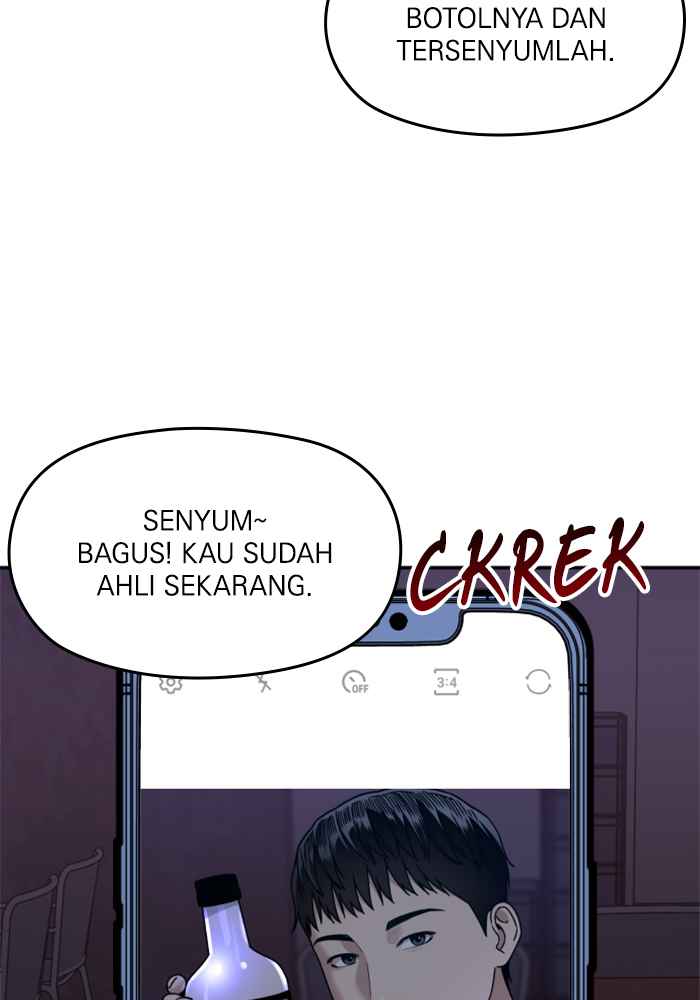 BOTOLNYA DAN
TERSENYUMLAH.
SENYUM~
BAGUS! KAU SUDAH
AHLI SEKARANG.
CKREK
OFF
3:4